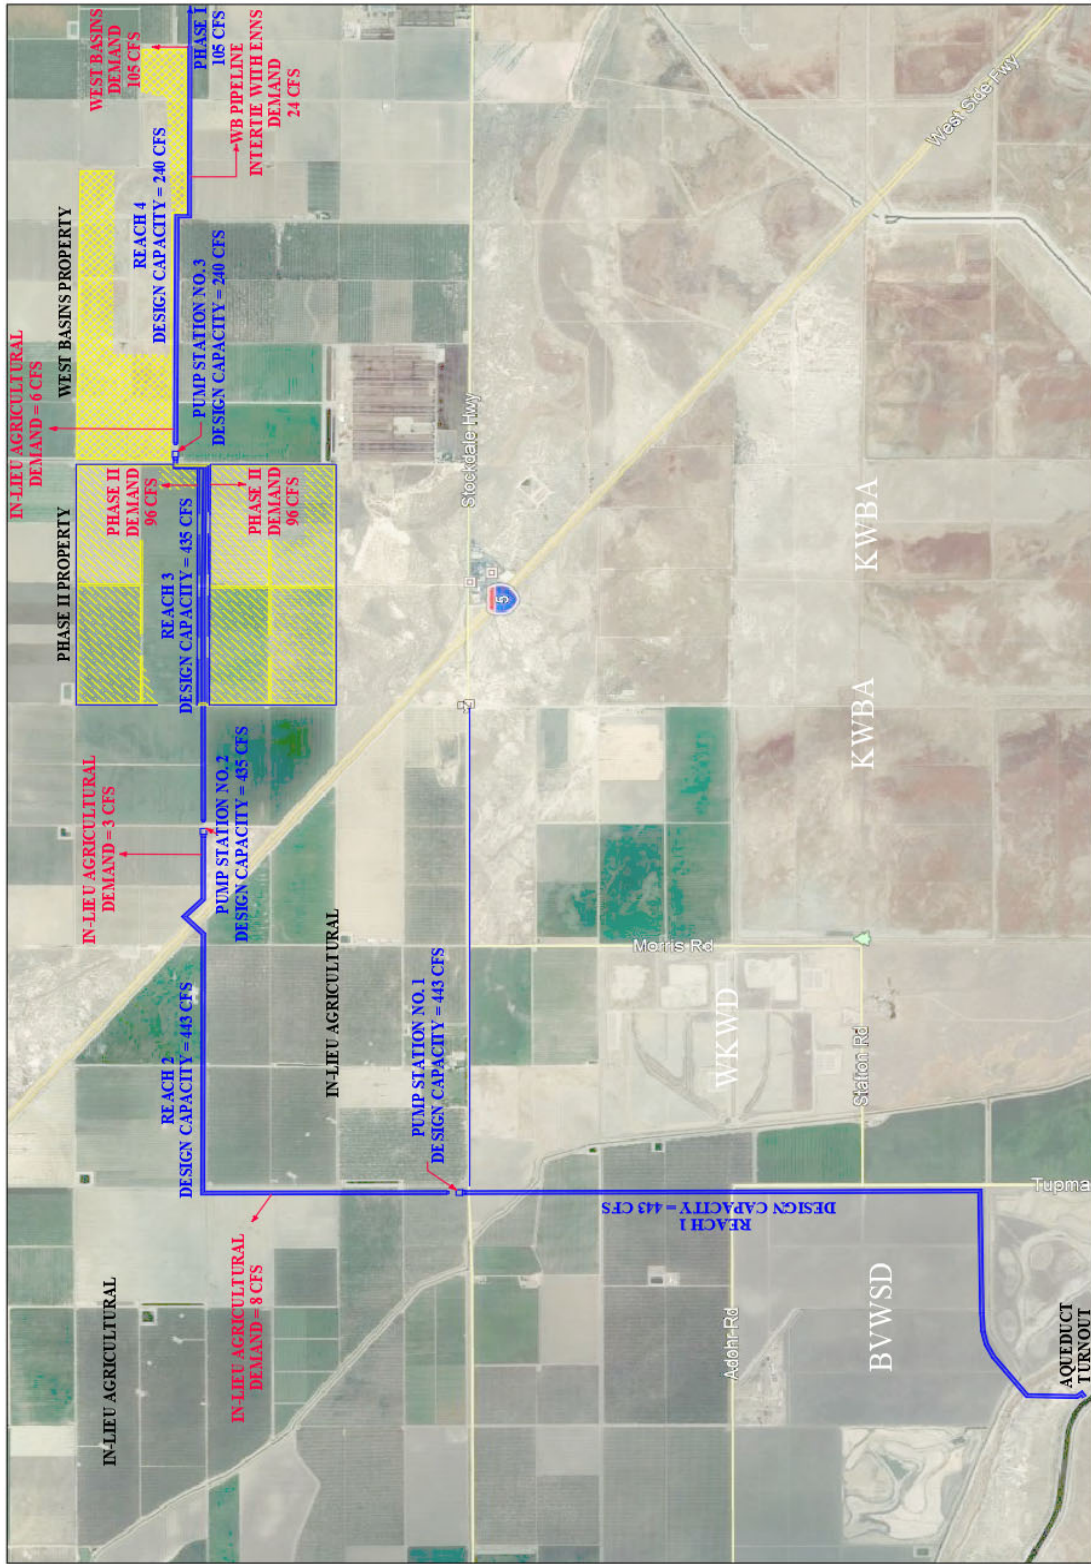 IN-LIEU AGRICULTURAL
IN-LIEU AGRICULTURAL
DEMAND = 8 CFS
REACH 2
DESIGN CAPACITY = 443 CFS
IN-LIEU AGRICULTURAL
DEMAND = 3 CFS
PUMP STATION NO. 2
DESIGN CAPACITY = 435 CFS
PHASE II PROPERTY
PHASE II
DEMAND
96 CFS
REACH 3
DESIGN CAPACITY = 435 CFS
PHASE II
DEMAND
96 CFS
IN-LIEU AGRICULTURAL
DEMAND = 6 CFS
WEST BASINS PROPERTY
REACH 4
DESIGN CAPACITY = 240 CFS
PUMP STATION NO. 3
DESIGN CAPACITY = 240 CFS
WEST BASINS
DEMAND
105 CFS
PHASE I
105 CFS
WB PIPELINE
INTERTIE WITH ENNS
DEMAND
24 CFS
IN-LIEU AGRICULTURAL
PUMP STATION NO. 1
DESIGN CAPACITY = 443 CFS
Stockdale Hwy
5
West Side Fwy
REACH 1
DESIGN CAPACITY = 443 CFS
Morris Rd
WKWD
Adohr Rd
BVWSD
Station Rd
KWBA
KWBA
Tupma
AQUEDUCT
TURNOUT